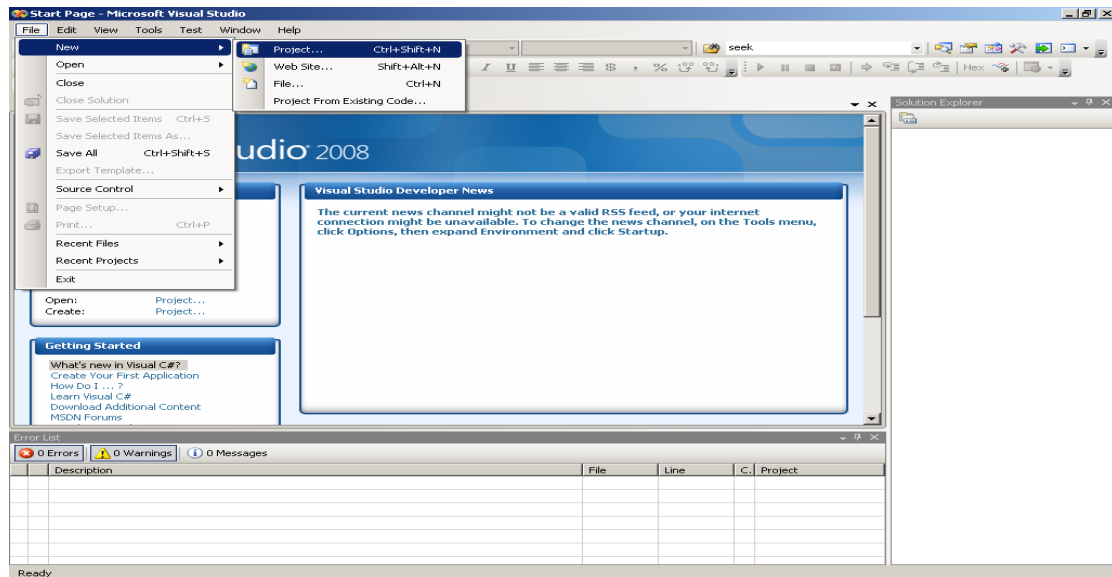 Start Page - Microsoft Visual Studio
File Edit View Tools Test Window Help
New
Project... Ctrl+Shift+N
seek
Open
Web Site... Shift+Alt+N
Hex
Close
File... Ctrl+N
Close Solution
Project From Existing Code...
Solution Explorer
Save Selected Items Ctrl+S
Save Selected Items As...
Save All Ctrl+Shift+S
udio 2008
Export Template...
Source Control
Visual Studio Developer News
Page Setup...
The current news channel might not be a valid RSS feed, or your internet
connection might be unavailable. To change the news channel, on the Tools menu,
click Options, then expand Environment and click Startup.
Print... Ctrl+P
Recent Files
Recent Projects
Exit
Open: Project...
Create: Project...
Getting Started
What's new in Visual C#?
Create Your First Application
How Do I ... ?
Learn Visual C#
Download Additional Content
MSDN Forums
Error List
0 Errors 0 Warnings 0 Messages
Description File Line C. Project
Ready